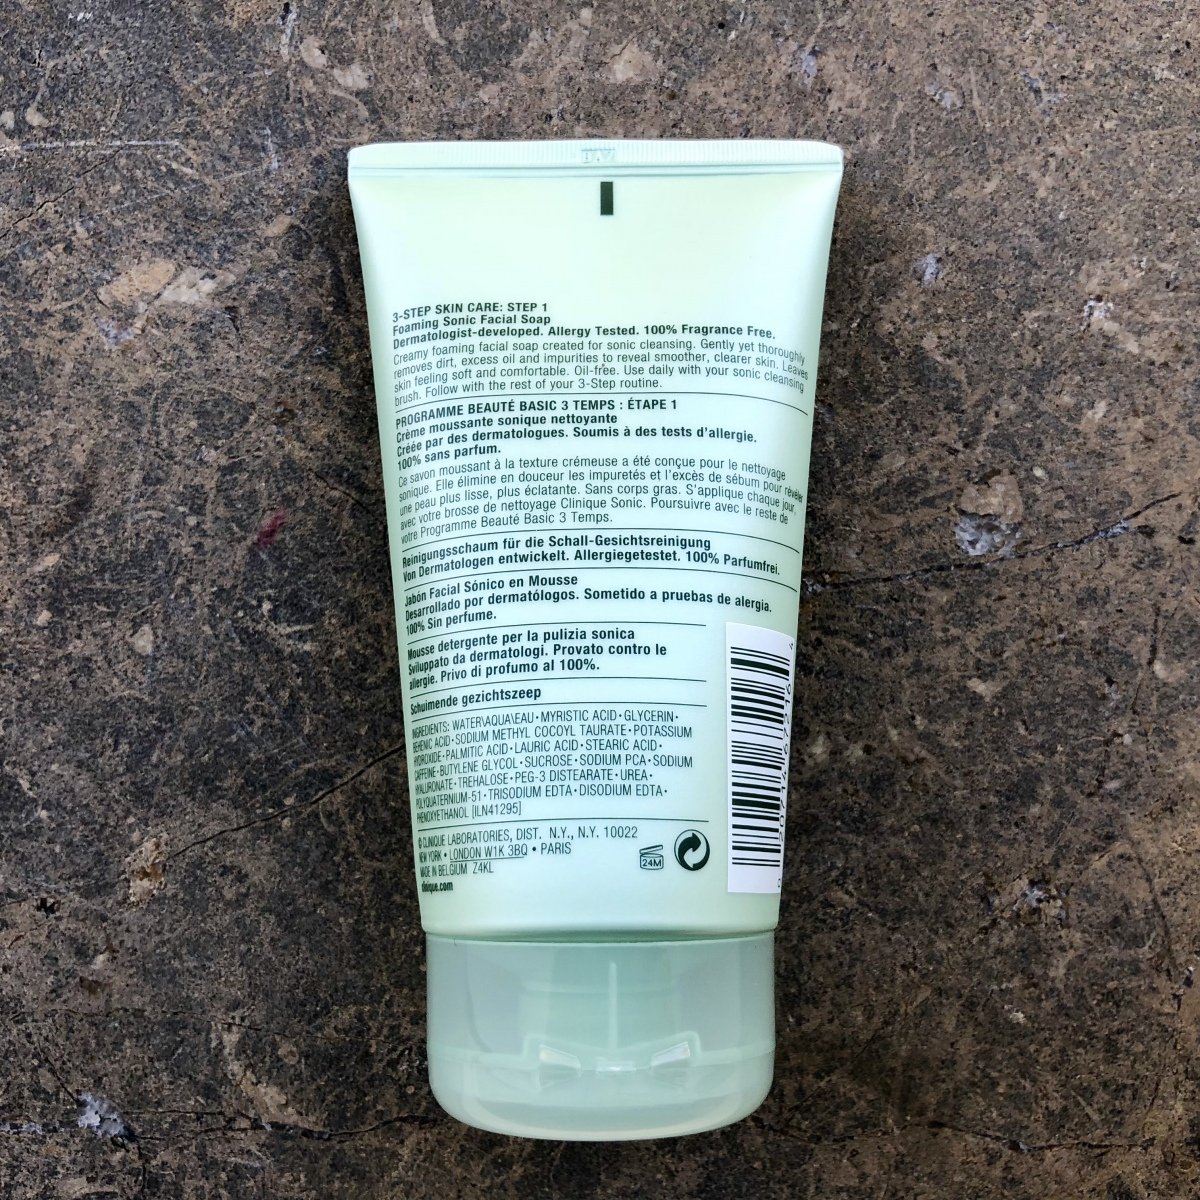 3-STEP SKIN CARE: STEP 1
Foaming Sonic Facial Soap
Dermatologist-developed. Allergy Tested. 100% Fragrance Free.
Creamy foaming facial soap created for sonic cleansing. Gently yet thoroughly
removes dirt, excess oil and impurities to reveal smoother, clearer skin. Leaves
skin feeling soft and comfortable. Oil-free. Use daily with your sonic cleansing
brush. Follow with the rest of your 3-Step routine.
PROGRAMME BEAUTÉ BASIC 3 TEMPS : ÉTAPE 1
Crème moussante sonique nettoyante
Créée par des dermatologues. Soumis à des tests d'allergie.
100% sans parfum.
Ce savon moussant à la texture crémeuse a été conçue pour le nettoyage
sonique. Elle élimine en douceur les impuretés et l'excès de sébum pour révéler
une peau plus lisse, plus éclatante. Sans corps gras. S'applique chaque jour,
avec votre brosse de nettoyage Clinique Sonic. Poursuivre avec le reste de
votre Programme Beauté Basic 3 Temps.
Reinigungsschaum für die Schall-Gesichtsreinigung
Von Dermatologen entwickelt. Allergiegetestet. 100% Parfumfrei.
Jabón Facial Sónico en Mousse
Desarrollado por dermatólogos. Sometido a pruebas de alergia.
100% Sin perfume.
Mousse detergente per la pulizia sonica
Sviluppato da dermatologi. Provato contro le
allergie. Privo di profumo al 100%.
Schuimende gezichtszeep
INGREDIENTS: WATER\AQUA\EAU • MYRISTIC ACID • GLYCERIN •
BEHENIC ACID • SODIUM METHYL COCOYL TAURATE • POTASSIUM
HYDROXIDE • PALMITIC ACID • LAURIC ACID • STEARIC ACID •
CAFFEINE • BUTYLENE GLYCOL • SUCROSE • SODIUM PCA • SODIUM
HYALURONATE • TREHALOSE • PEG-3 DISTEARATE • UREA •
POLYQUATERNIUM-51 • TRISODIUM EDTA • DISODIUM EDTA •
PHENOXYETHANOL [ILN41295]
© CLINIQUE LABORATORIES, DIST. N.Y., N.Y. 10022
NEW YORK • LONDON W1K 3BQ • PARIS
MADE IN BELGIUM Z4KL
clinique.com
24M